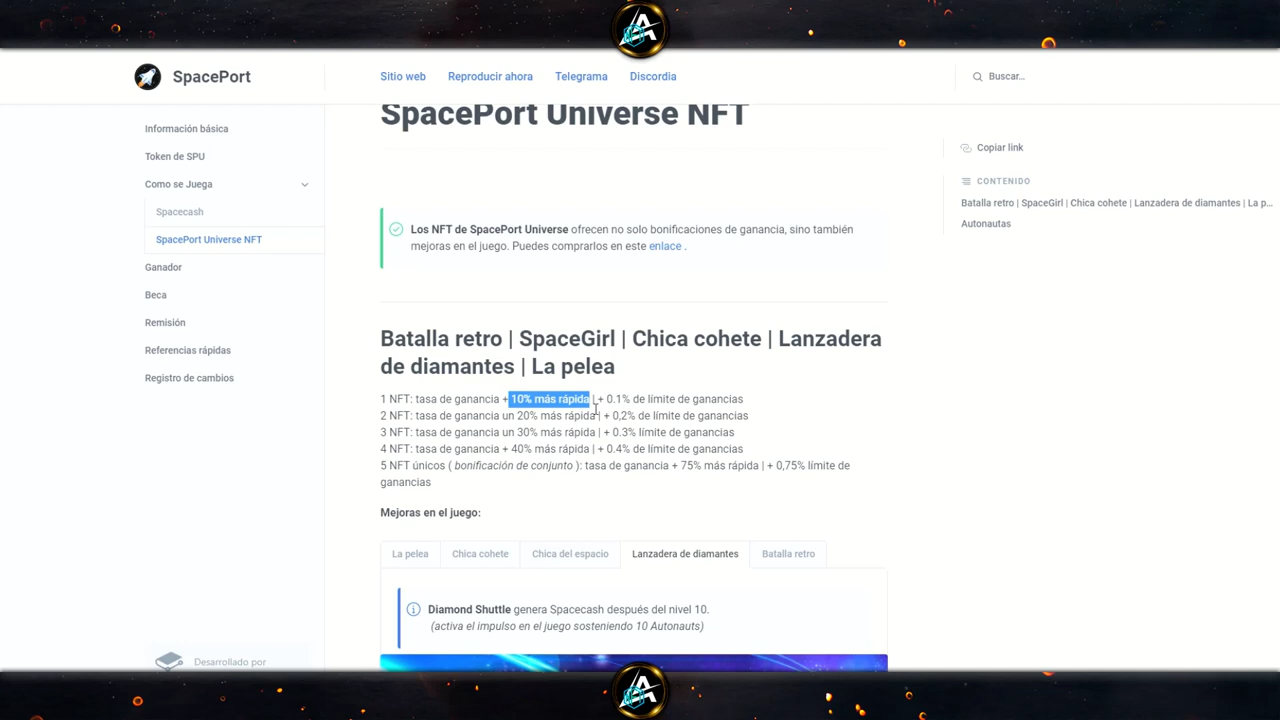 SpacePort
Sitio web
Reproducir ahora
Telegrama
Discordia
Buscar...
Información básica
Token de SPU
Como se Juega
Spacecash
SpacePort Universe NFT
Ganador
Beca
Remisión
Referencias rápidas
Registro de cambios
Desarrollado por
SpacePort Universe NFT
Los NFT de SpacePort Universe ofrecen no solo bonificaciones de ganancia, sino también
mejoras en el juego. Puedes comprarlos en este enlace .
Batalla retro | SpaceGirl | Chica cohete | Lanzadera
de diamantes | La pelea
1 NFT: tasa de ganancia + 10% más rápida | + 0.1% de límite de ganancias
2 NFT: tasa de ganancia un 20% más rápida | + 0,2% de límite de ganancias
3 NFT: tasa de ganancia un 30% más rápida | + 0.3% límite de ganancias
4 NFT: tasa de ganancia + 40% más rápida | + 0.4% de límite de ganancias
5 NFT únicos ( bonificación de conjunto ): tasa de ganancia + 75% más rápida | + 0,75% límite de
ganancias
Mejoras en el juego:
La pelea
Chica cohete
Chica del espacio
Lanzadera de diamantes
Batalla retro
Diamond Shuttle genera Spacecash después del nivel 10.
(activa el impulso en el juego sosteniendo 10 Autonauts)
Copiar link
CONTENIDO
Batalla retro | SpaceGirl | Chica cohete | Lanzadera de diamantes | La p...
Autonautas